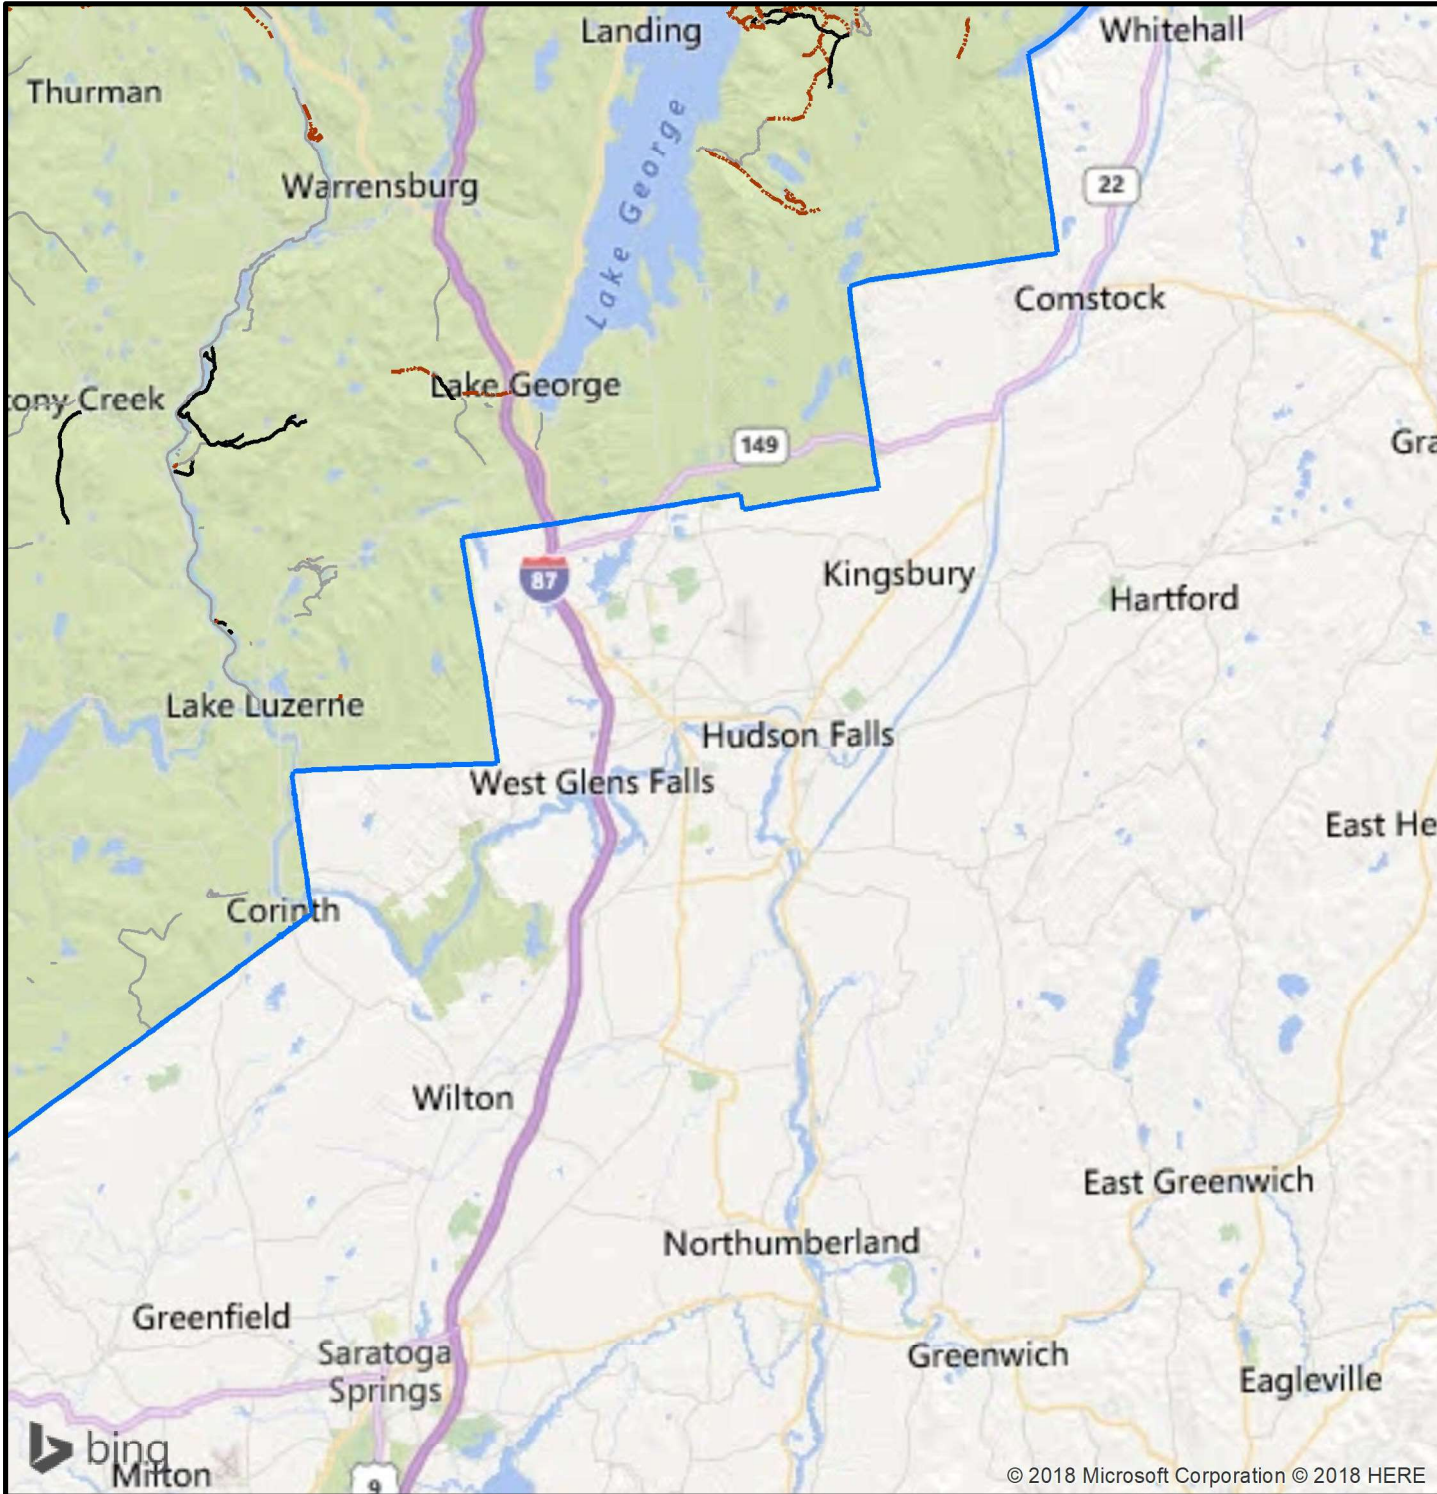 Landing
Whitehall
Thurman
Warrensburg
Lake George
22
Comstock
Lake George
tony Creek
149
Gra
Kingsbury
87
Hartford
Lake Luzerne
Hudson Falls
West Glens Falls
East He
Corinth
Wilton
East Greenwich
Northumberland
Greenfield
Saratoga
Springs
Greenwich
Eagleville
bing
Milton
9
© 2018 Microsoft Corporation © 2018 HERE